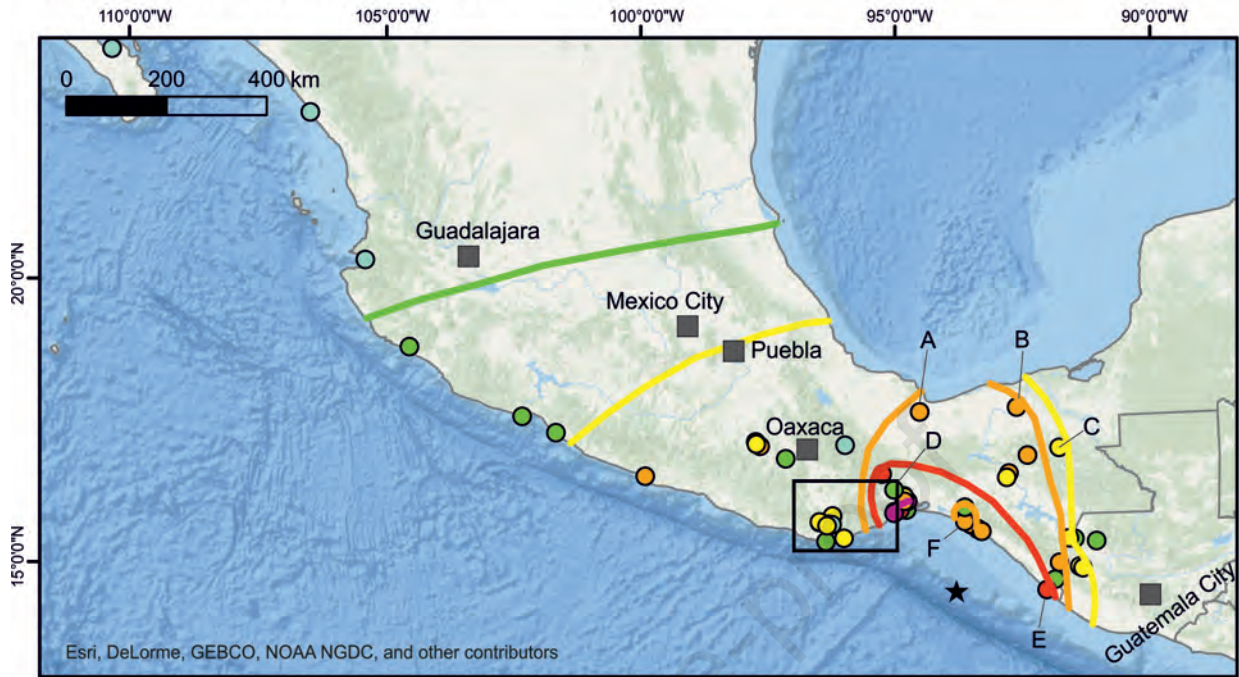 110°0'0"W
105°0'0"W
100°0'0"W
95°0'0"W
90°0'0"W
0 200 400 km
20°0'0"N
15°0'0"N
Guadalajara
Mexico City
Puebla
Oaxaca
A
B
C
D
E
F
Guatemala City
Esri, DeLorme, GEBCO, NOAA NGDC, and other contributors